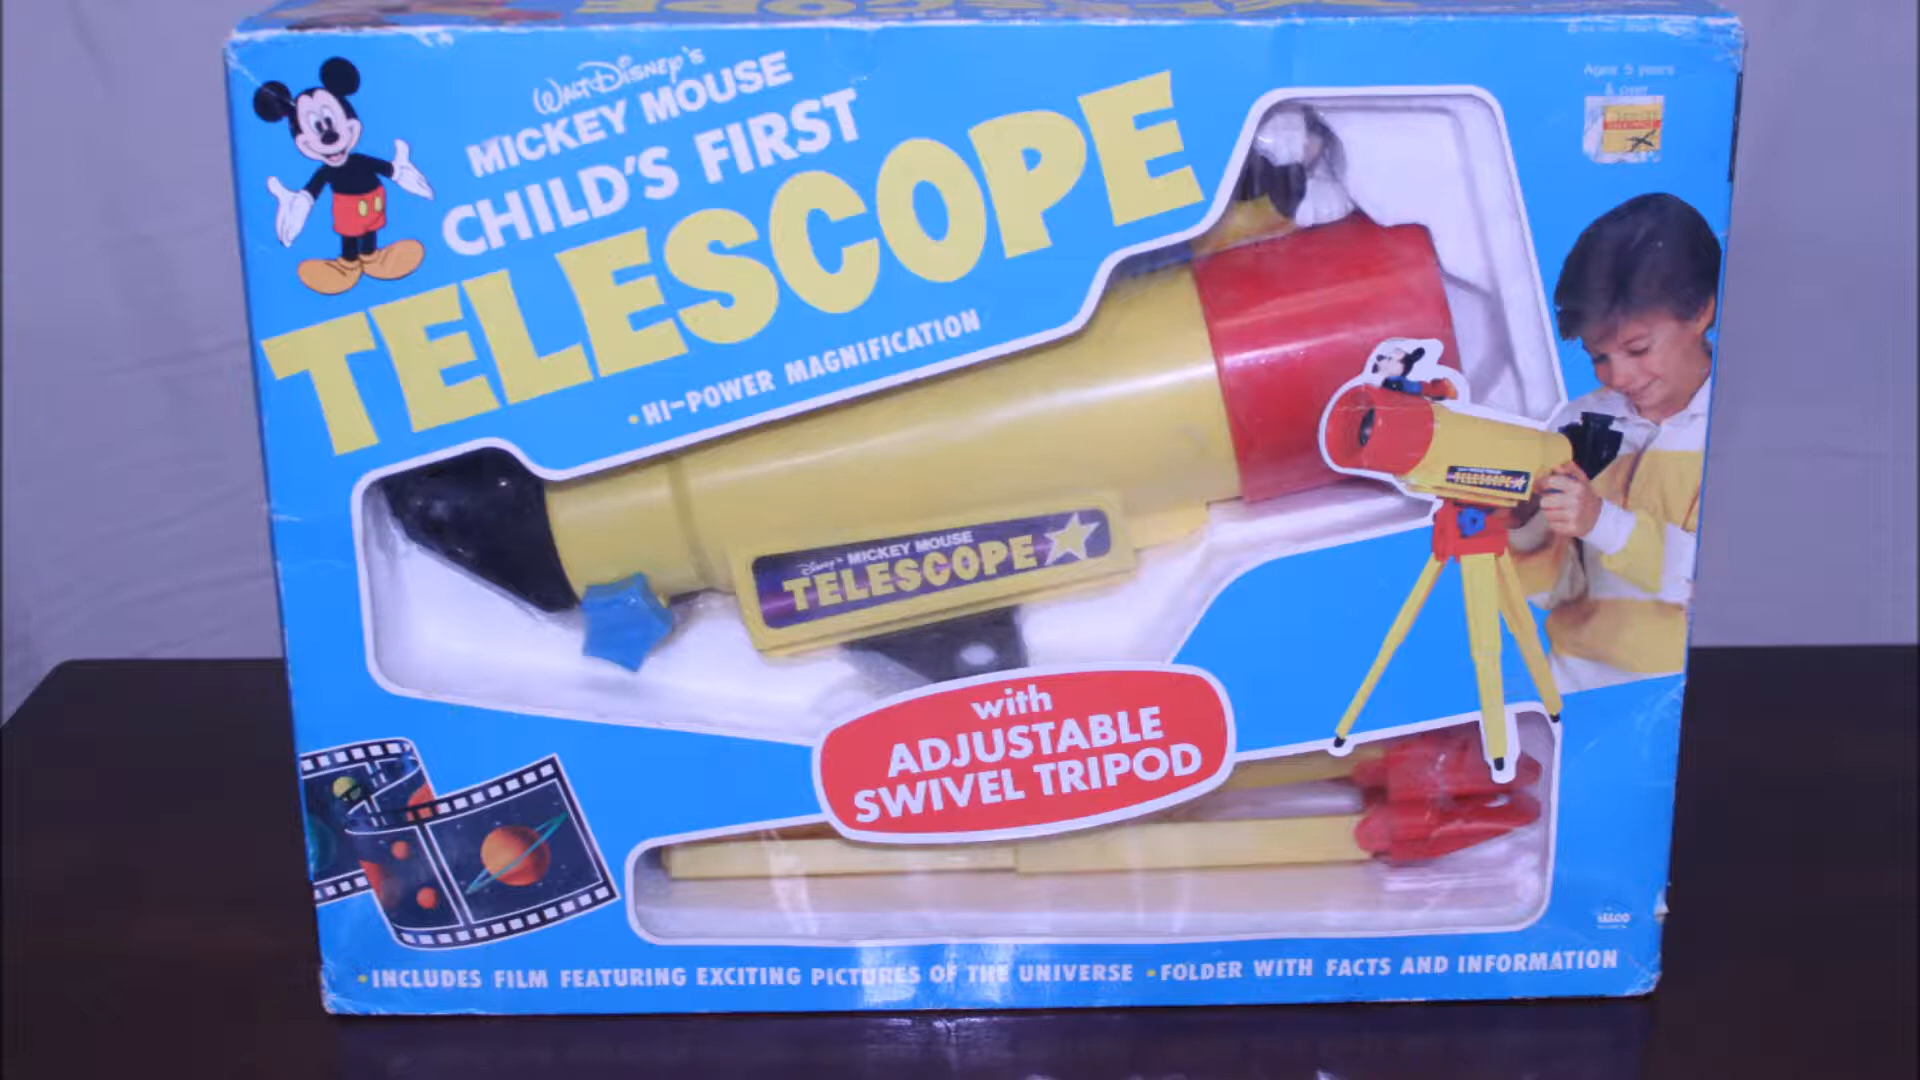 Walt Disney's
MICKEY MOUSE
CHILD'S FIRST
TELESCOPE
•HI-POWER MAGNIFICATION
Ages 5 years
& over
Disney's MICKEY MOUSE
TELESCOPE
TELESCOPE
with
ADJUSTABLE
SWIVEL TRIPOD
illco
•INCLUDES FILM FEATURING EXCITING PICTURES OF THE UNIVERSE •FOLDER WITH FACTS AND INFORMATION